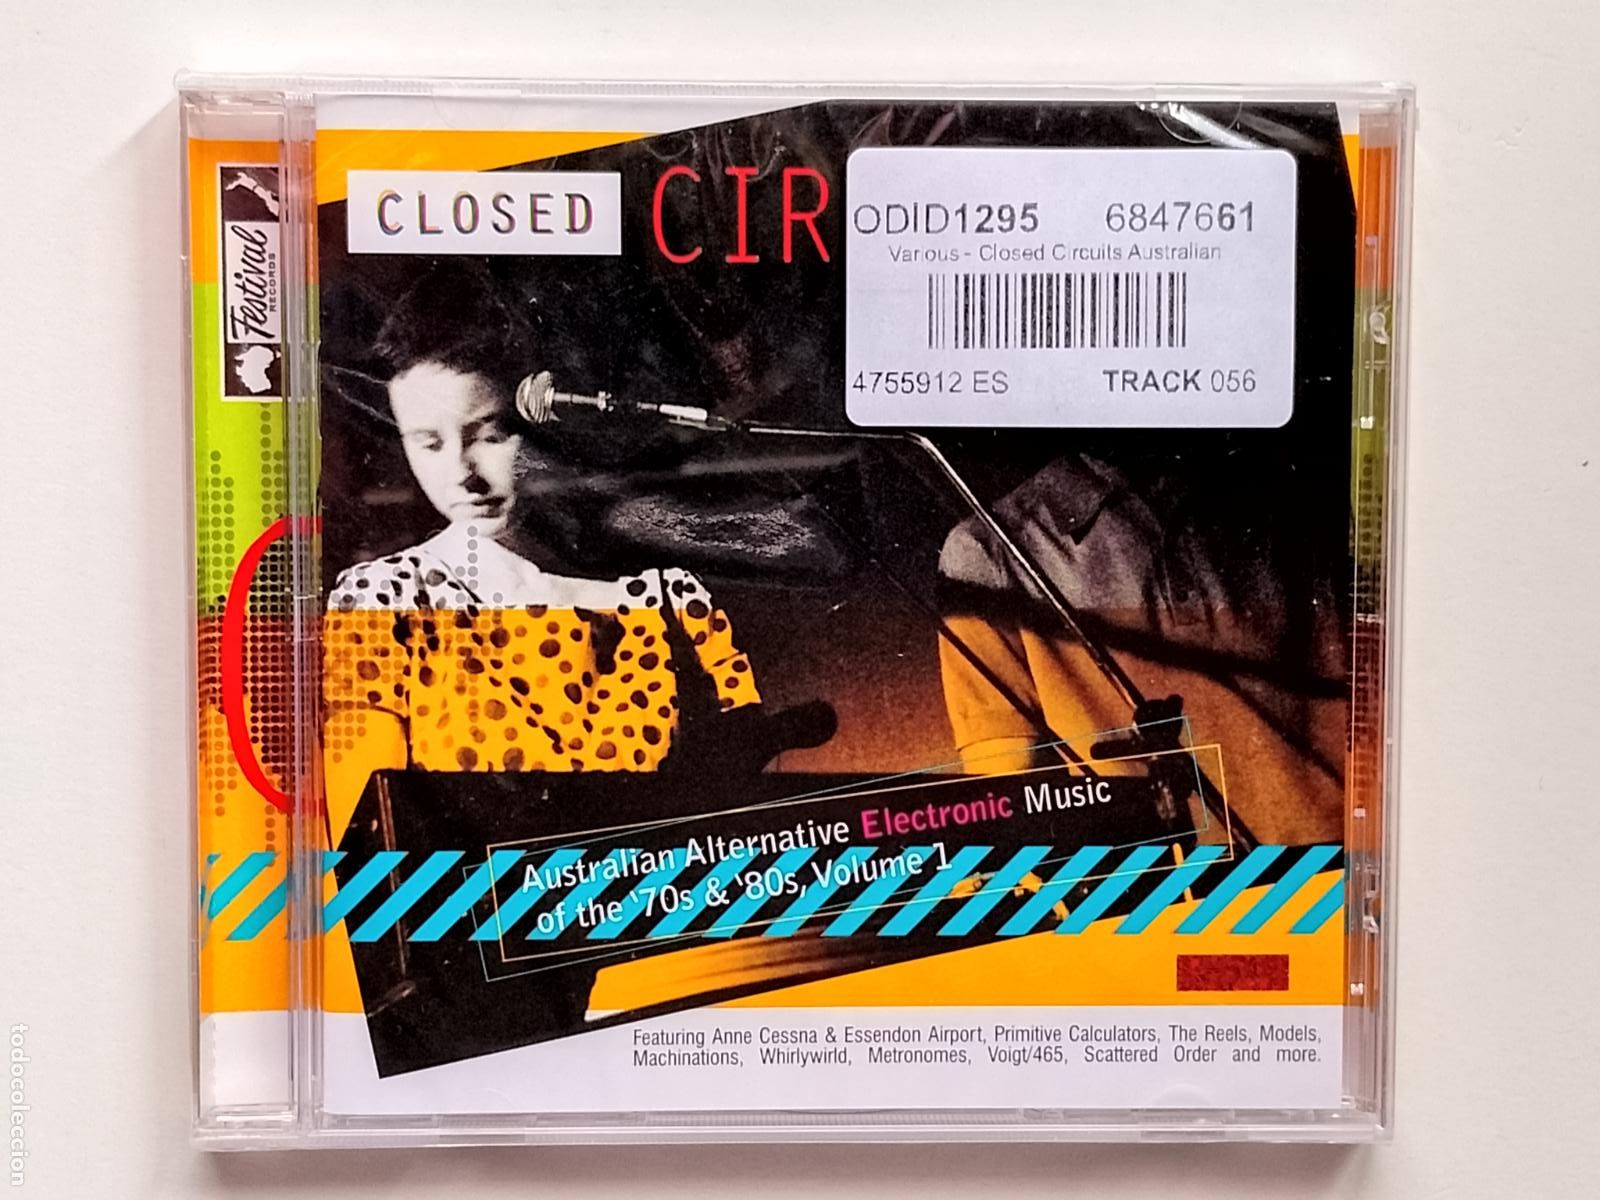 CLOSED CIR
ODID1295 6847661
Various - Closed Circuits Australian
4755912 ES TRACK 056
Festival
RECORDS
Australian Alternative Electronic Music
of the '70s & '80s, Volume 1
Featuring Anne Cessna & Essendon Airport, Primitive Calculators, The Reels, Models,
Machinations, Whirlywirld, Metronomes, Voigt/465, Scattered Order and more.
todocoleccion